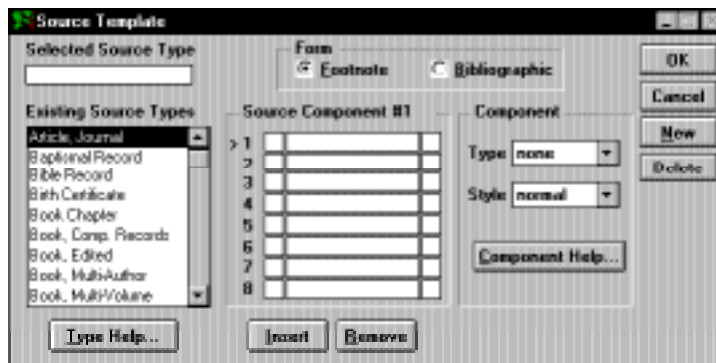 Source Template
Selected Source Type
Form
Footnote
Bibliographic
OK
Cancel
New
Delete
Existing Source Types
Article, Journal
Baptismal Record
Bible Record
Birth Certificate
Book Chapter
Book, Comp. Records
Book, Edited
Book, Multi-Author
Book, Multi-Volume
Type Help...
Source Component #1
> 1
2
3
4
5
6
7
8
Insert
Remove
Component
Type none
Style normal
Component Help...